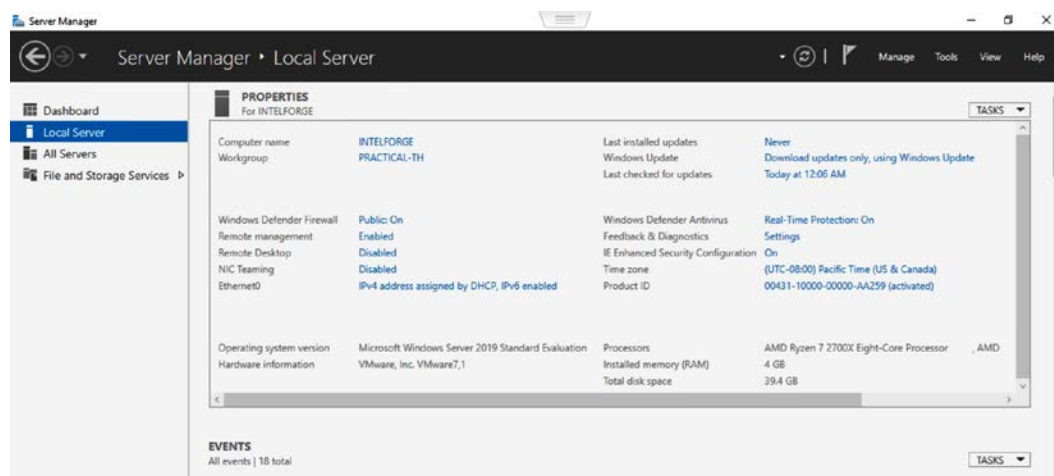 Server Manager
Server Manager • Local Server
Manage Tools View Help
Dashboard
Local Server
All Servers
File and Storage Services
PROPERTIES
For INTELFORGE
TASKS
Computer name INTELFORGE Last installed updates Never
Workgroup PRACTICAL-TH Windows Update Download updates only, using Windows Update
Last checked for updates Today at 12:06 AM
Windows Defender Firewall Public: On Windows Defender Antivirus Real-Time Protection: On
Remote management Enabled Feedback & Diagnostics Settings
Remote Desktop Disabled IE Enhanced Security Configuration On
NIC Teaming Disabled Time zone (UTC-08:00) Pacific Time (US & Canada)
Ethernet0 IPv4 address assigned by DHCP, IPv6 enabled Product ID 00431-10000-00000-AA259 (activated)
Operating system version Microsoft Windows Server 2019 Standard Evaluation Processors AMD Ryzen 7 2700X Eight-Core Processor , AMD
Hardware information VMware, Inc. VMware7,1 Installed memory (RAM) 4 GB
Total disk space 39.4 GB
EVENTS
All events | 18 total
TASKS